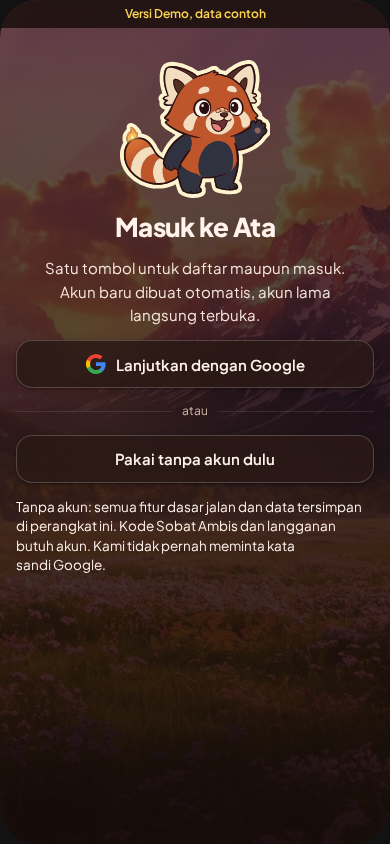 Versi Demo, data contoh
Masuk ke Ata
Satu tombol untuk daftar maupun masuk.
Akun baru dibuat otomatis, akun lama
langsung terbuka.
Lanjutkan dengan Google
atau
Pakai tanpa akun dulu
Tanpa akun: semua fitur dasar jalan dan data tersimpan
di perangkat ini. Kode Sobat Ambis dan langganan
butuh akun. Kami tidak pernah meminta kata
sandi Google.